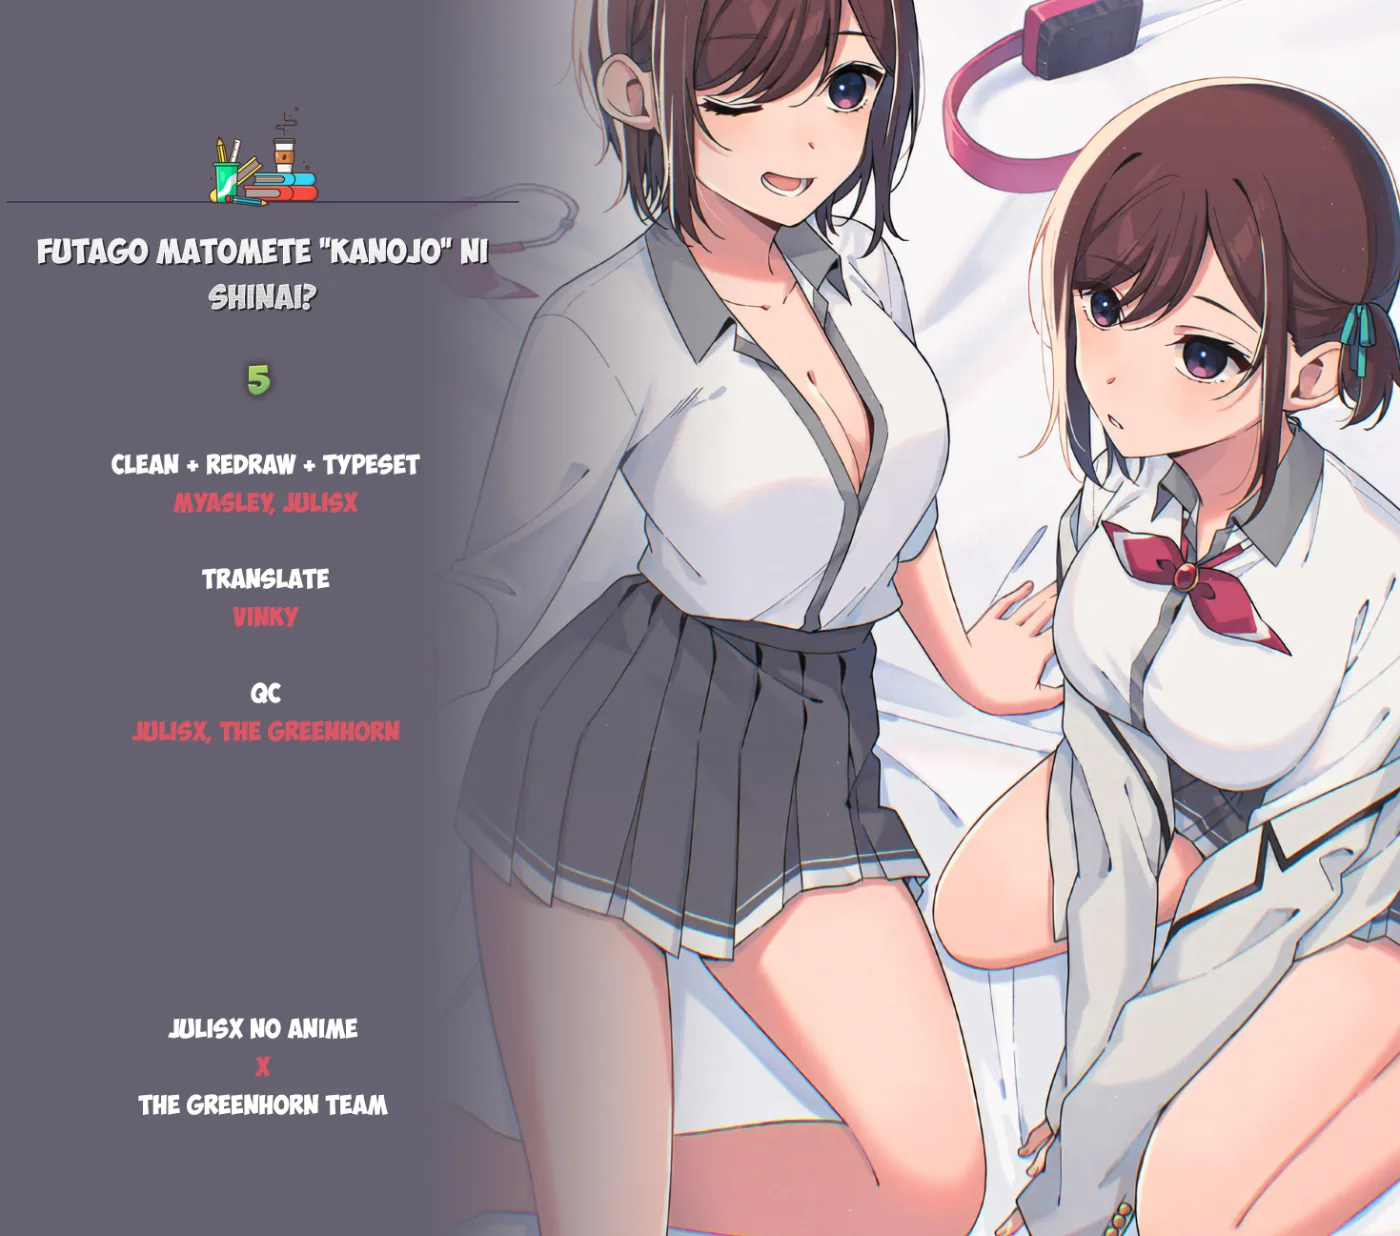 FUTAGO MATOMETE "KANOJO" NI
SHINAI?
5
CLEAN + REDRAW + TYPESET
MYASLEY, JULISX
TRANSLATE
VINKY
QC
JULISX, THE GREENHORN
JULISX NO ANIME
X
THE GREENHORN TEAM